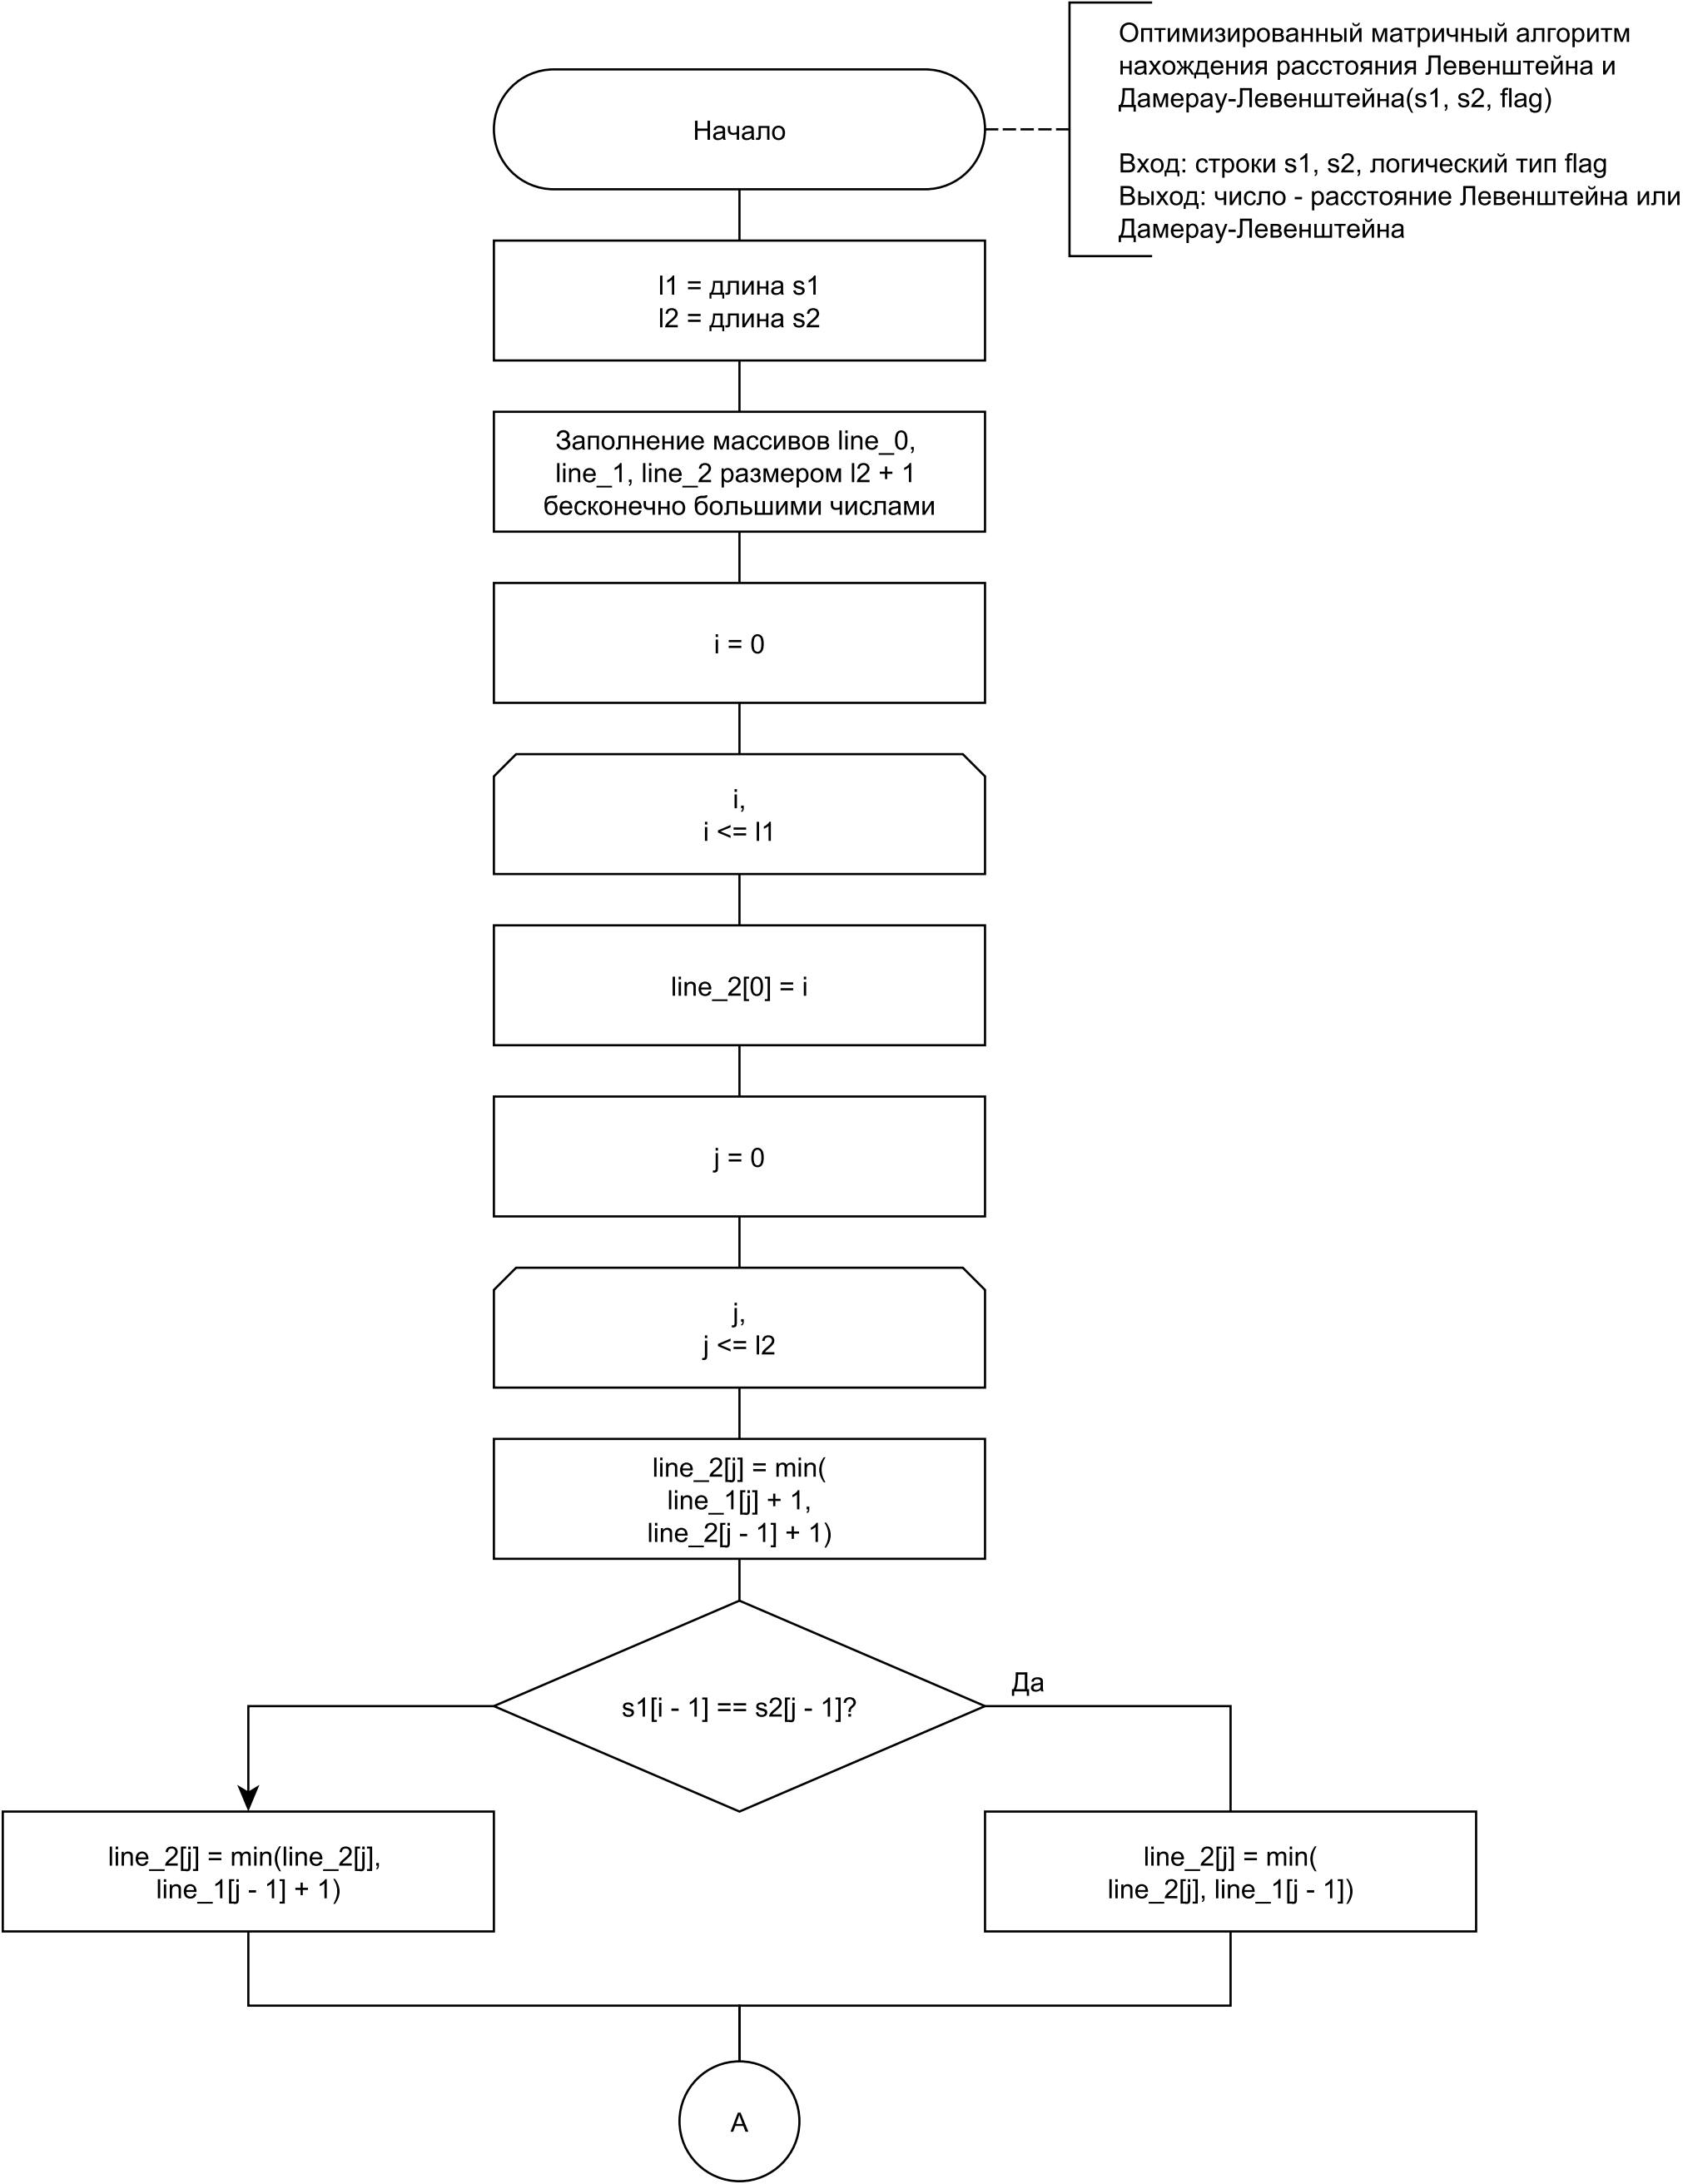 Оптимизированный матричный алгоритм
нахождения расстояния Левенштейна и
Дамерау-Левенштейна(s1, s2, flag)
Вход: строки s1, s2, логический тип flag
Выход: число - расстояние Левенштейна или
Дамерау-Левенштейна
Начало
l1 = длина s1
l2 = длина s2
Заполнение массивов line_0,
line_1, line_2 размером l2 + 1
бесконечно большими числами
i = 0
i,
i <= l1
line_2[0] = i
j = 0
j,
j <= l2
line_2[j] = min(
line_1[j] + 1,
line_2[j - 1] + 1)
s1[i - 1] == s2[j - 1]?
Да
line_2[j] = min(line_2[j],
line_1[j - 1] + 1)
line_2[j] = min(
line_2[j], line_1[j - 1])
A